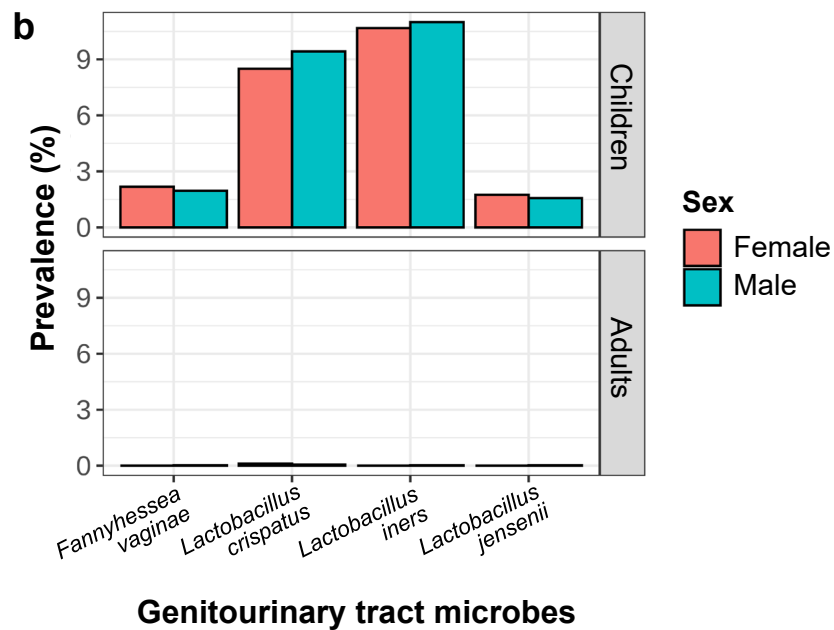 b
Prevalence (%)
9
6
3
0
Children
9
6
3
0
Adults
Fannyhessea
vaginae
Lactobacillus
crispatus
Lactobacillus
iners
Lactobacillus
jensenii
Genitourinary tract microbes
Sex
Female
Male